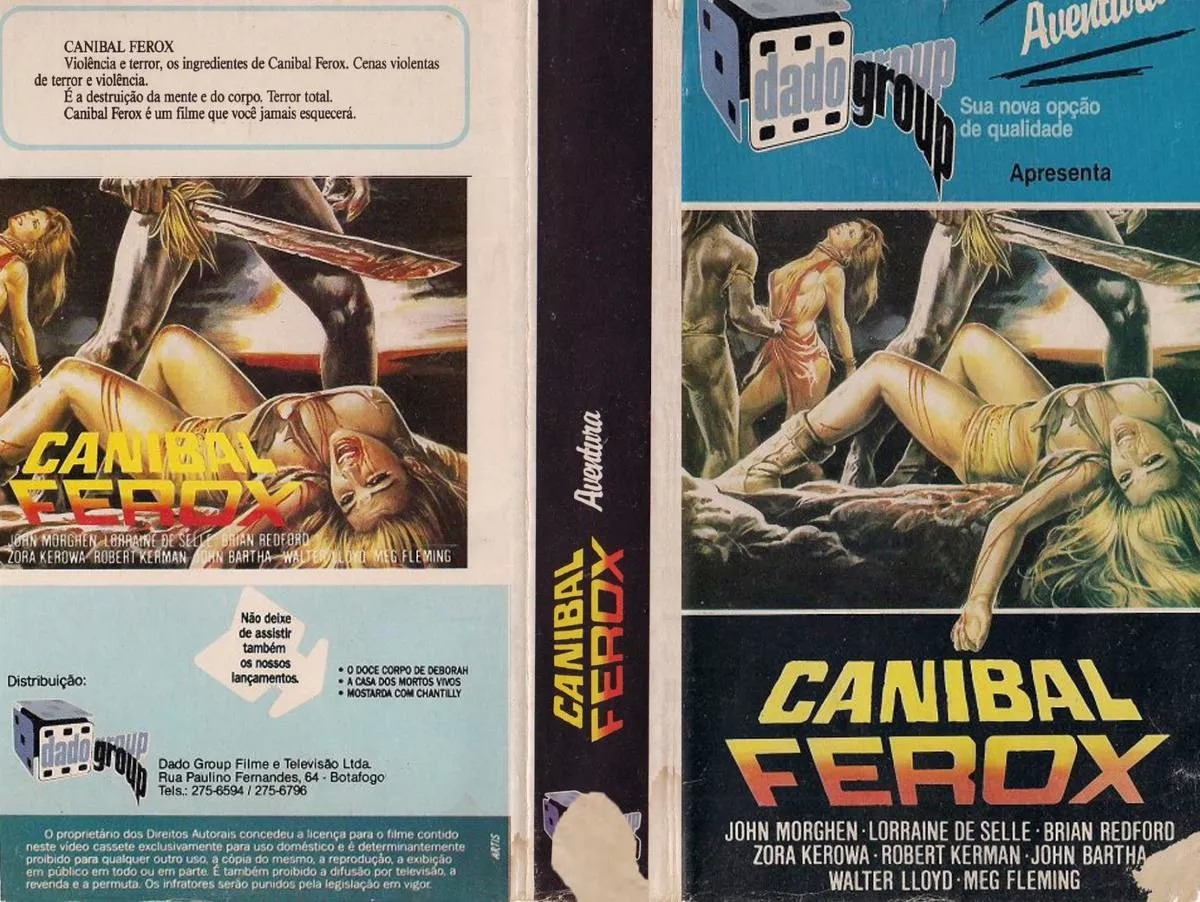 CANIBAL FEROX
Violência e terror, os ingredientes de Canibal Ferox. Cenas violentas
de terror e violência.
É a destruição da mente e do corpo. Terror total.
Canibal Ferox é um filme que você jamais esquecerá.
CANIBAL
FEROX
JOHN MORGHEN LORRAINE DE SELLE BRIAN REDFORD
ZORA KEROWA · ROBERT KERMAN · JOHN BARTHA WALTER LLOYD · MEG FLEMING
Não deixe
de assistir
também
os nossos
lançamentos.
• O DOCE CORPO DE DEBORAH
• A CASA DOS MORTOS VIVOS
• MOSTARDA COM CHANTILLY
Distribuição:
dado group
Dado Group Filme e Televisão Ltda.
Rua Paulino Fernandes, 64 - Botafogo
Tels.: 275-6594 / 275-6796
O proprietário dos Direitos Autorais concedeu a licença para o filme contido
neste vídeo cassete exclusivamente para uso doméstico e é determinantemente
proibido para qualquer outro uso, a cópia do mesmo, a reprodução, a exibição
em público em todo ou em parte. É também proibido a difusão por televisão, a
revenda e a permuta. Os infratores serão punidos pela legislação em vigor.
ARTS
Aventura
CANIBAL
FEROX
Aventura
dado group
Sua nova opção
de qualidade
Apresenta
CANIBAL
FEROX
JOHN MORGHEN · LORRAINE DE SELLE · BRIAN REDFORD
ZORA KEROWA · ROBERT KERMAN · JOHN BARTHA
WALTER LLOYD · MEG FLEMING